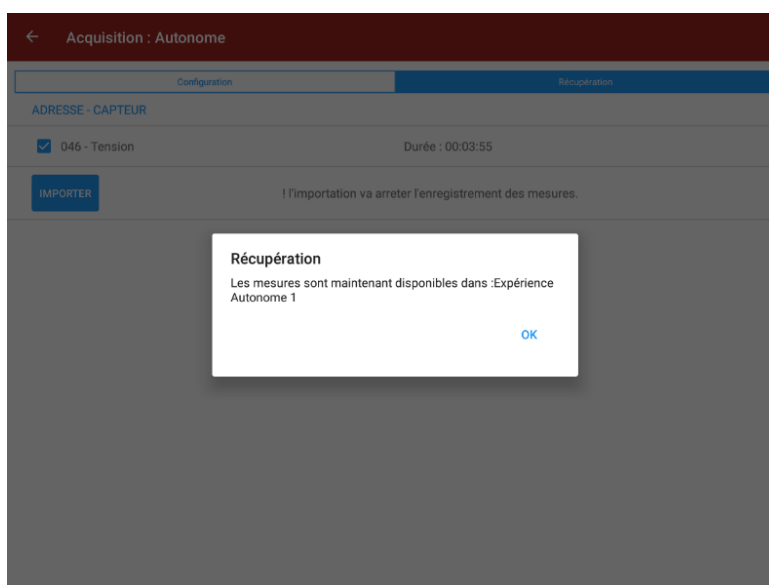 Acquisition : Autonome
Configuration
Récupération
ADRESSE - CAPTEUR
046 - Tension
Durée : 00:03:55
IMPORTER
! l'importation va arreter l'enregistrement des mesures.
Récupération
Les mesures sont maintenant disponibles dans :Expérience
Autonome 1
OK